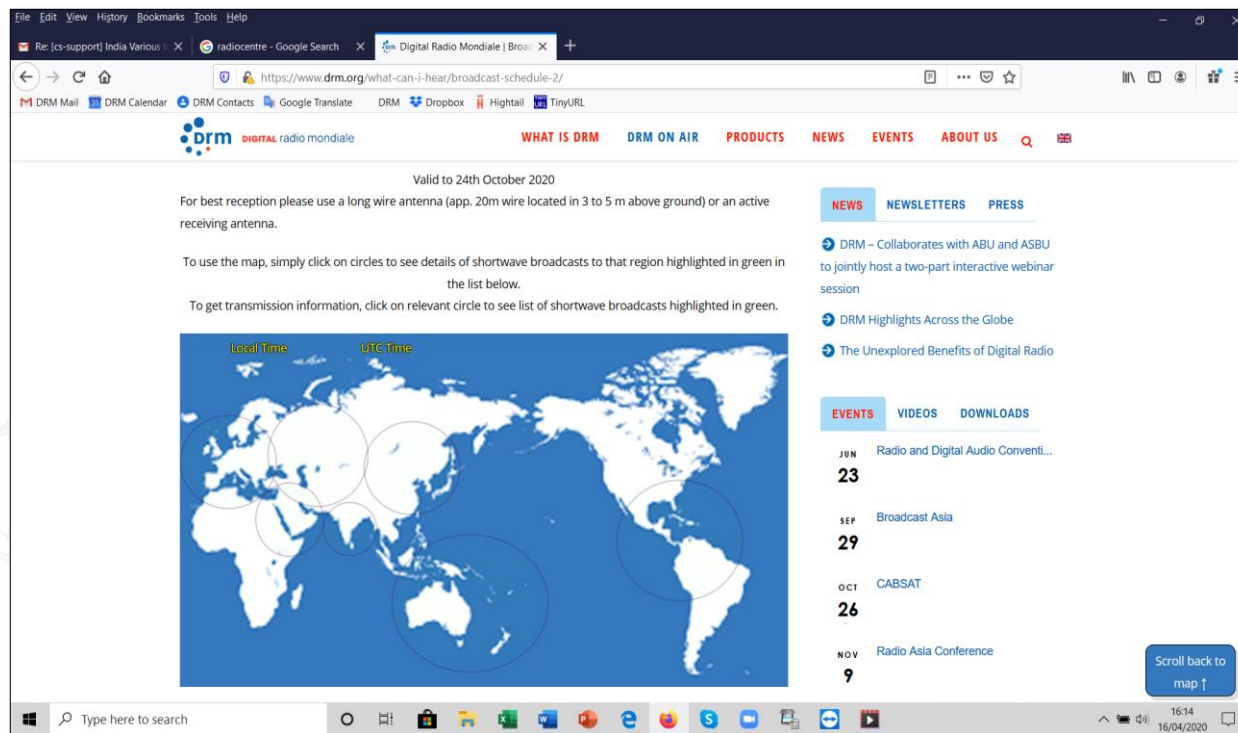 File Edit View History Bookmarks Tools Help
Re: [cs-support] India Various t
radiocentre - Google Search
Digital Radio Mondiale | Broad
https://www.drm.org/what-can-i-hear/broadcast-schedule-2/
DRM Mail DRM Calendar DRM Contacts Google Translate DRM Dropbox Hightail TinyURL
drm DIGITAL radio mondiale
WHAT IS DRM DRM ON AIR PRODUCTS NEWS EVENTS ABOUT US
Valid to 24th October 2020
For best reception please use a long wire antenna (app. 20m wire located in 3 to 5 m above ground) or an active
receiving antenna.
To use the map, simply click on circles to see details of shortwave broadcasts to that region highlighted in green in
the list below.
To get transmission information, click on relevant circle to see list of shortwave broadcasts highlighted in green.
Local Time UTC Time
NEWS NEWSLETTERS PRESS
DRM – Collaborates with ABU and ASBU
to jointly host a two-part interactive webinar
session
DRM Highlights Across the Globe
The Unexplored Benefits of Digital Radio
EVENTS VIDEOS DOWNLOADS
JUN
23
Radio and Digital Audio Conventi...
SEP
29
Broadcast Asia
OCT
26
CABSAT
NOV
9
Radio Asia Conference
Scroll back to
map ↑
Type here to search
16:14
16/04/2020